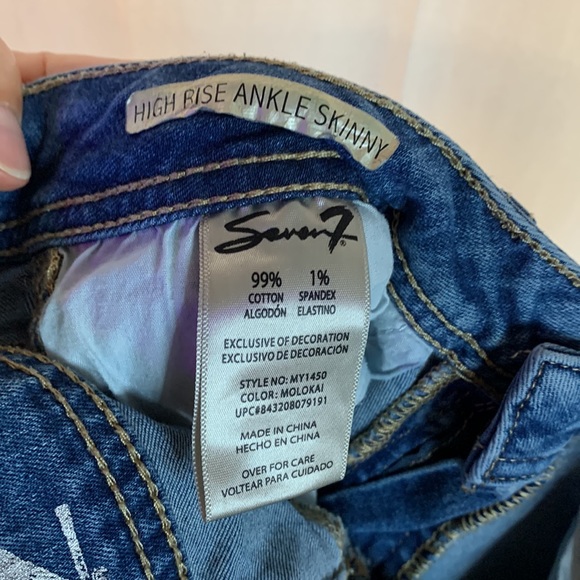 HIGH RISE ANKLE SKINNY
Seven7®
99% 1%
COTTON SPANDEX
ALGODÓN ELASTINO
EXCLUSIVE OF DECORATION
EXCLUSIVO DE DECORACIÓN
STYLE NO: MY1450
COLOR: MOLOKAI
UPC#843208079191
MADE IN CHINA
HECHO EN CHINA
OVER FOR CARE
VOLTEAR PARA CUIDADO